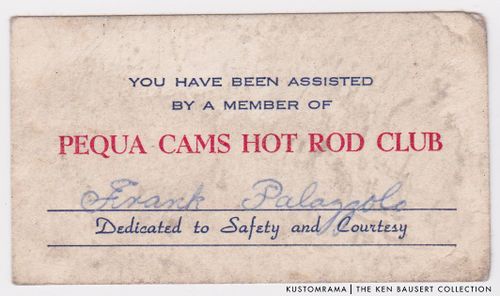 YOU HAVE BEEN ASSISTED
BY A MEMBER OF
PEQUA CAMS HOT ROD CLUB
Frank Palazzolo
Dedicated to Safety and Courtesy
KUSTOMRAMA | THE KEN BAUSERT COLLECTION